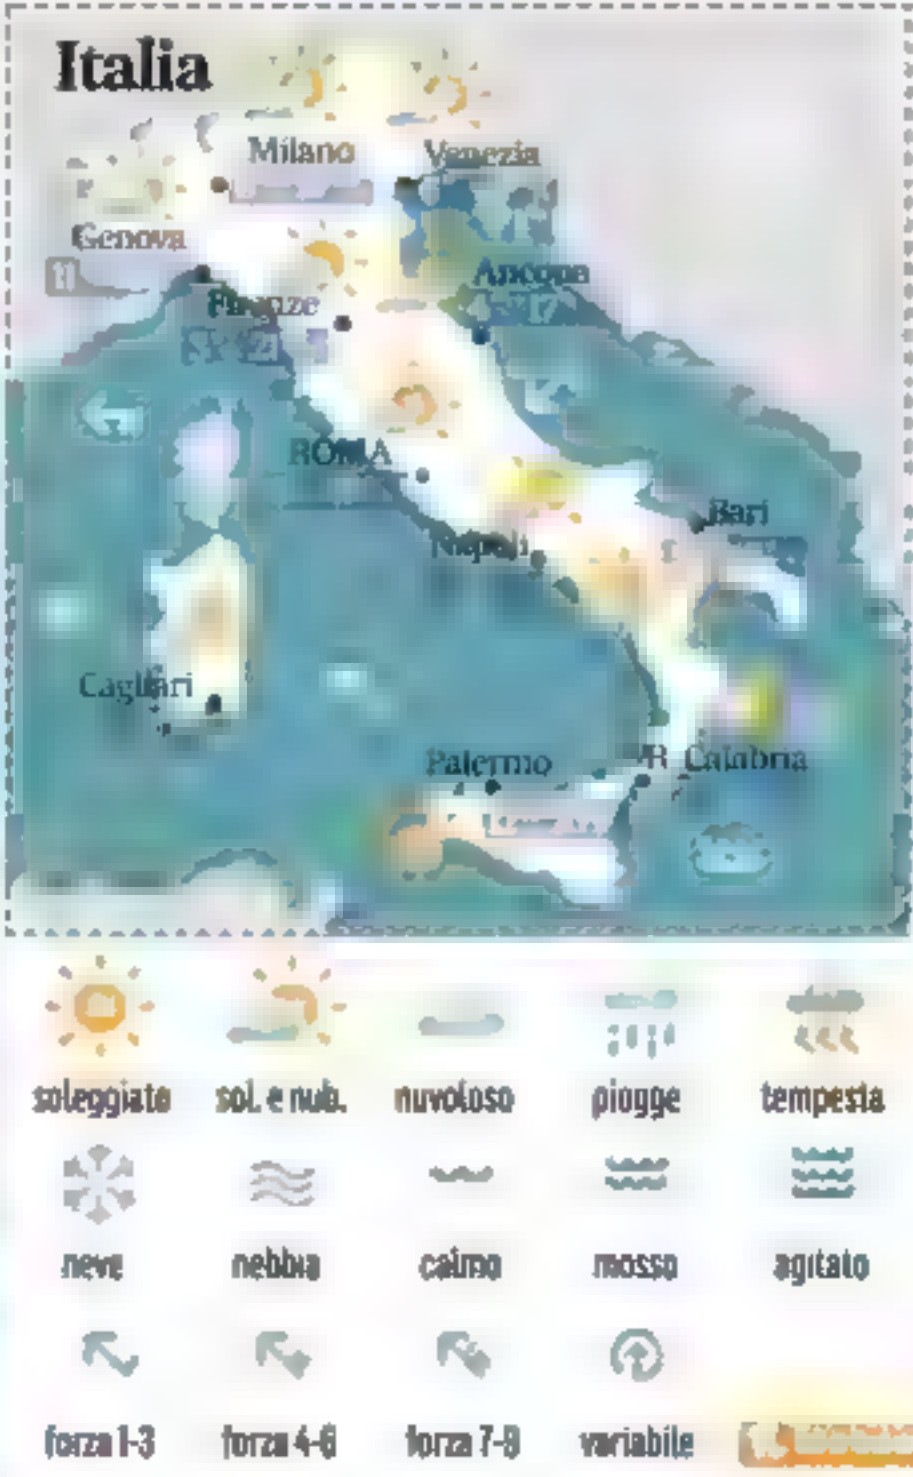 Italia
Milano
Venezia
Genova
Ancona
Firenze
ROMA
Bari
Napoli
Cagliari
Palermo
R. Calabria
soleggiato sol. e nub. nuvoloso piogge tempesta
neve nebbia calmo mosso agitato
forza 1-3 forza 4-6 forza 7-9 variabile